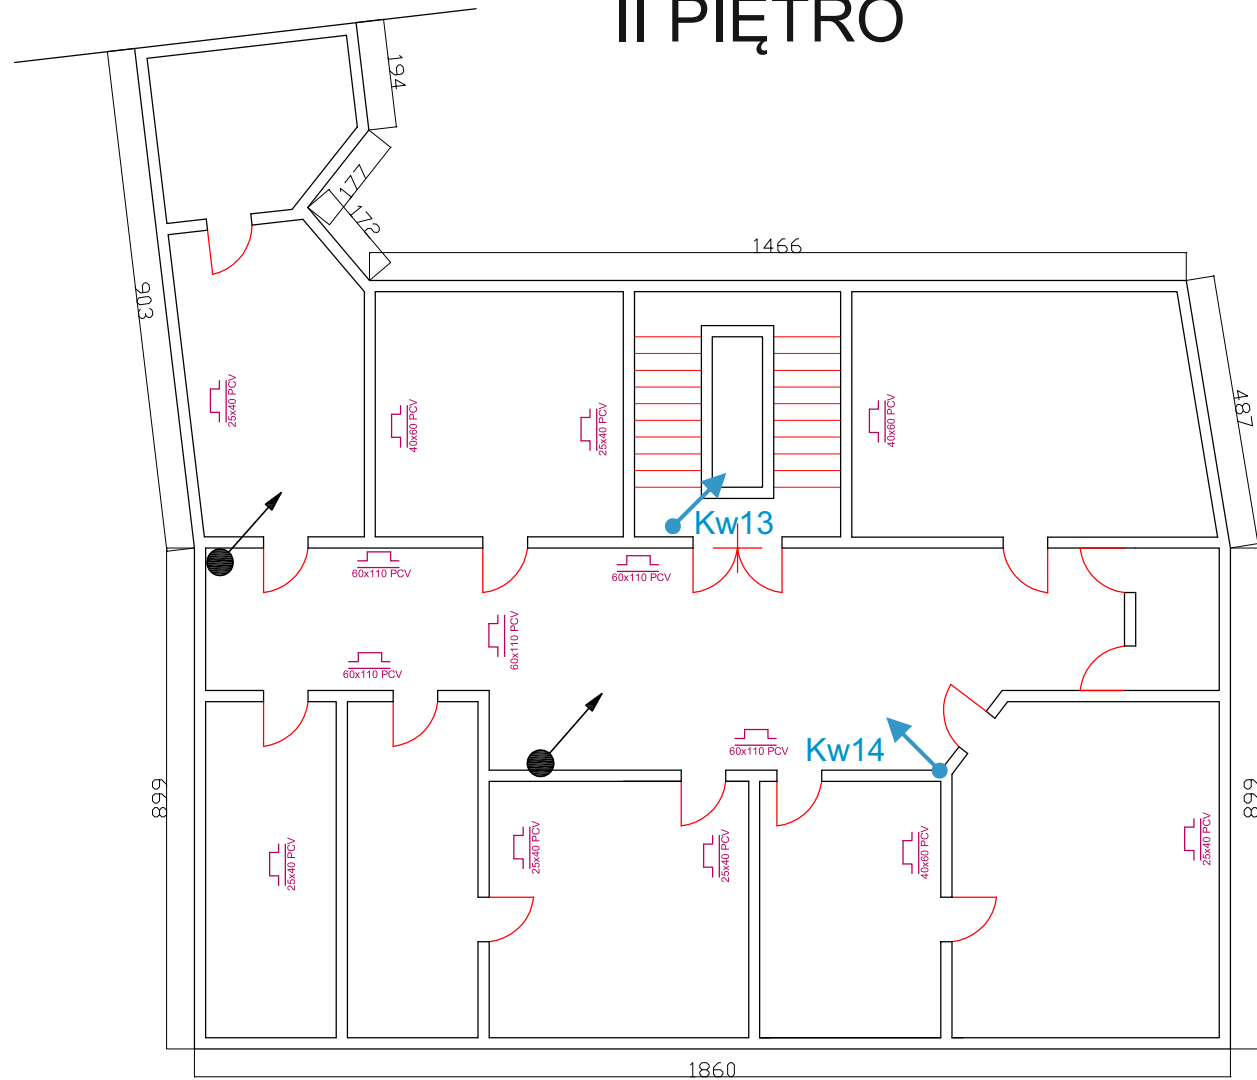 II PIĘTRO
194
177
172
1466
903
487
25x40 PCV
40x60 PCV
25x40 PCV
40x60 PCV
Kw13
60x110 PCV
60x110 PCV
60x110 PCV
60x110 PCV
60x110 PCV
Kw14
899
899
25x40 PCV
25x40 PCV
25x40 PCV
40x60 PCV
25x40 PCV
1860